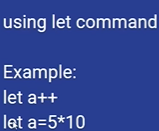 using let command
Example:
let a++
let a=5*10